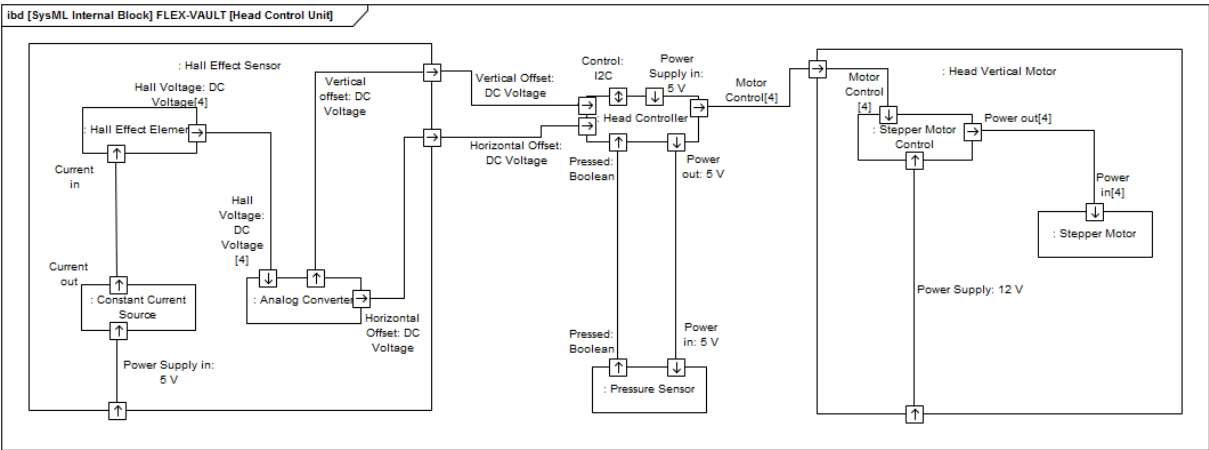 ibd [SysML Internal Block] FLEX-VAULT [Head Control Unit]
: Hall Effect Sensor
Hall Voltage: DC
Voltage[4]
: Hall Effect Elemer
Current
in
Current
out
: Constant Current
Source
Power Supply in:
5 V
Vertical
offset: DC
Voltage
Hall
Voltage:
DC
Voltage
[4]
: Analog Converter
Horizontal
Offset: DC
Voltage
Vertical Offset:
DC Voltage
Horizontal Offset:
DC Voltage
Control:
I2C
Power
Supply in:
5 V
: Head Controller
Motor
Control[4]
Pressed:
Boolean
Power
out: 5 V
Pressed:
Boolean
Power
in: 5 V
: Pressure Sensor
: Head Vertical Motor
Motor
Control
[4]
: Stepper Motor
Control
Power out[4]
Power
in[4]
: Stepper Motor
Power Supply: 12 V